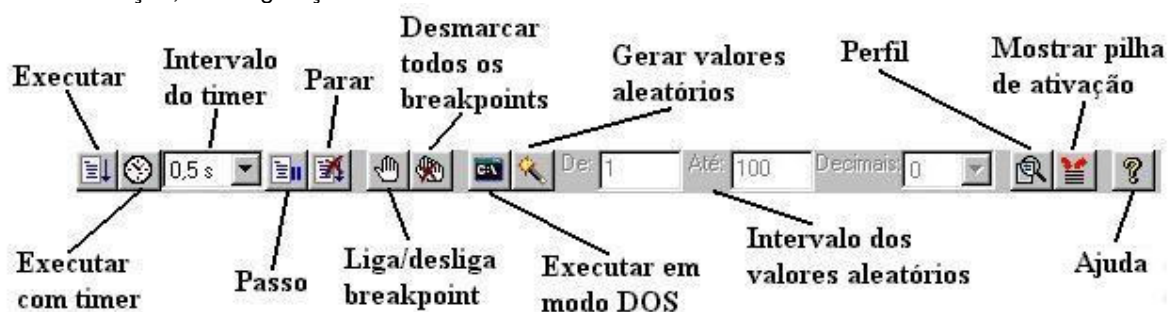 Desmarcar
todos os
breakpoints
Executar
Intervalo
do timer
Parar
Gerar valores
aleatórios
Perfil
Mostrar pilha
de ativação
0,5 s
De: 1
Até: 100
Decimais: 0
Executar
com timer
Passo
Liga/desliga
breakpoint
Executar em
modo DOS
Intervalo dos
valores aleatórios
Ajuda